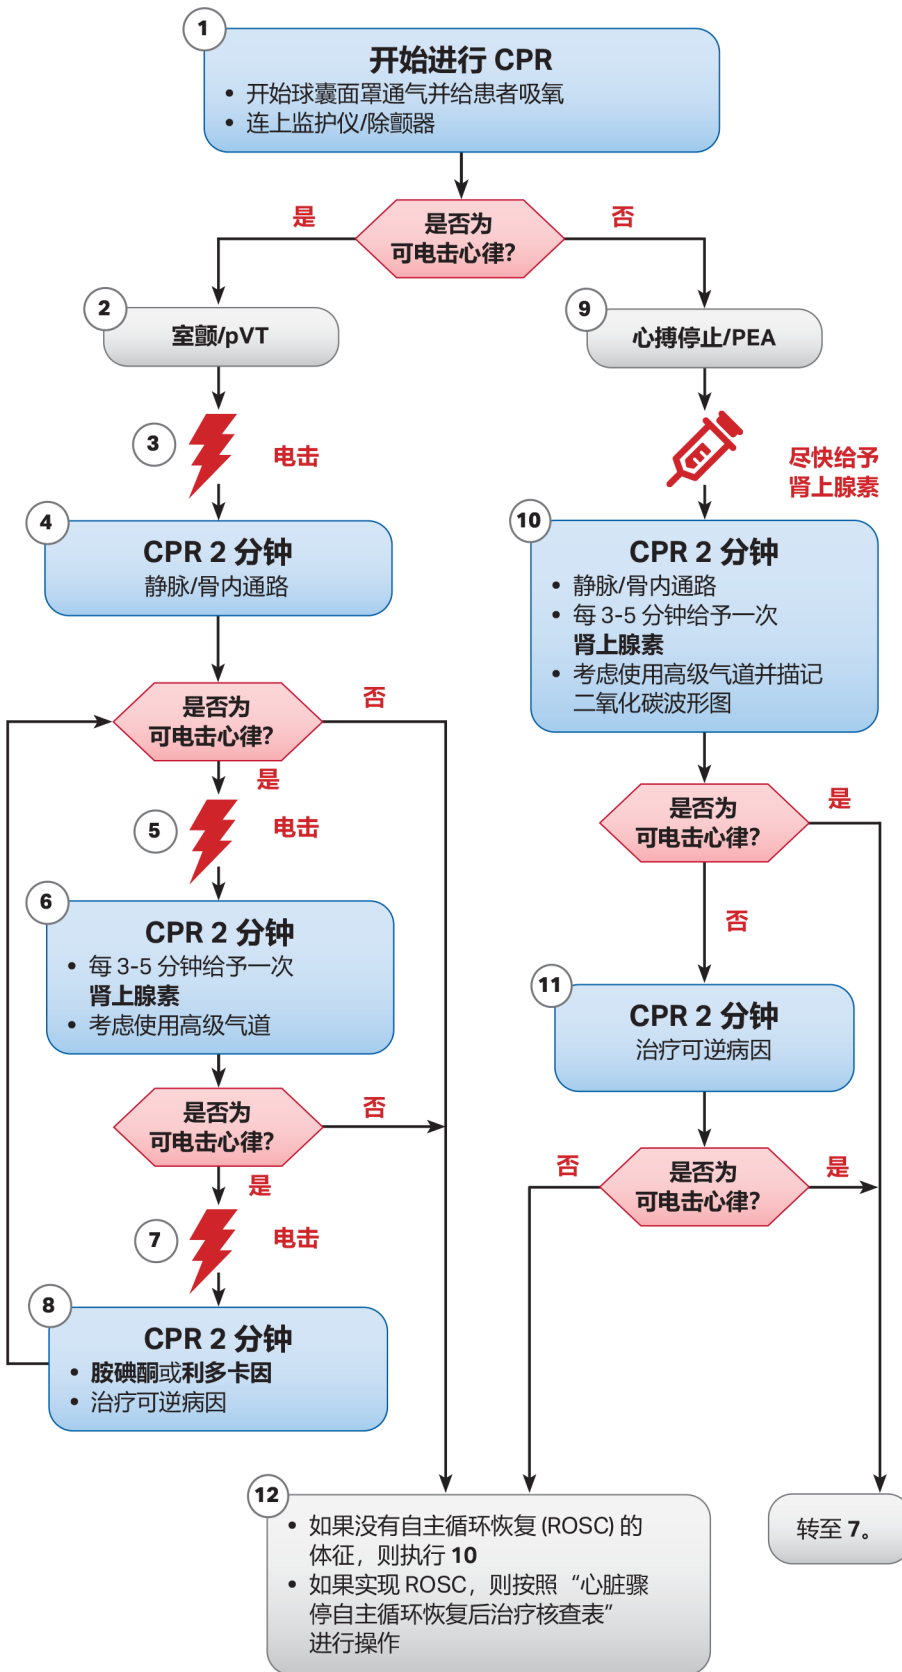 1
开始进行 CPR
• 开始球囊面罩通气并给患者吸氧
• 连上监护仪/除颤器
是否为
可电击心律？
是
否
2
室颤/pVT
3
电击
4
CPR 2 分钟
静脉/骨内通路
是否为
可电击心律？
否
是
5
电击
6
CPR 2 分钟
• 每 3-5 分钟给予一次
肾上腺素
• 考虑使用高级气道
是否为
可电击心律？
否
是
7
电击
8
CPR 2 分钟
• 胺碘酮或利多卡因
• 治疗可逆病因
9
心搏停止/PEA
尽快给予
肾上腺素
10
CPR 2 分钟
• 静脉/骨内通路
• 每 3-5 分钟给予一次
肾上腺素
• 考虑使用高级气道并描记
二氧化碳波形图
是否为
可电击心律？
是
否
11
CPR 2 分钟
治疗可逆病因
是否为
可电击心律？
否
是
12
• 如果没有自主循环恢复 (ROSC) 的
体征，则执行 10
• 如果实现 ROSC，则按照“心脏骤
停自主循环恢复后治疗核查表”
进行操作
转至 7。